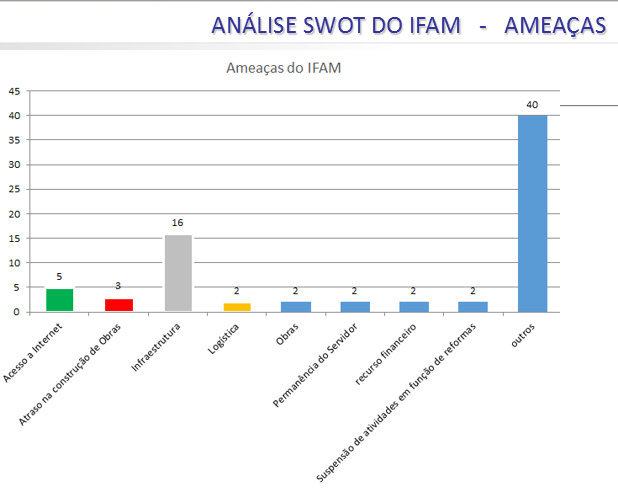 ANÁLISE SWOT DO IFAM - AMEAÇAS
Ameaças do IFAM
45
40
35
30
25
20
15
10
5
0
5
3
16
2
2
2
2
2
40
Acesso a Internet
Atraso na construção de Obras
Infraestrutura
Logística
Obras
Permanência do Servidor
recurso financeiro
Suspensão de atividades em função de reformas
outros